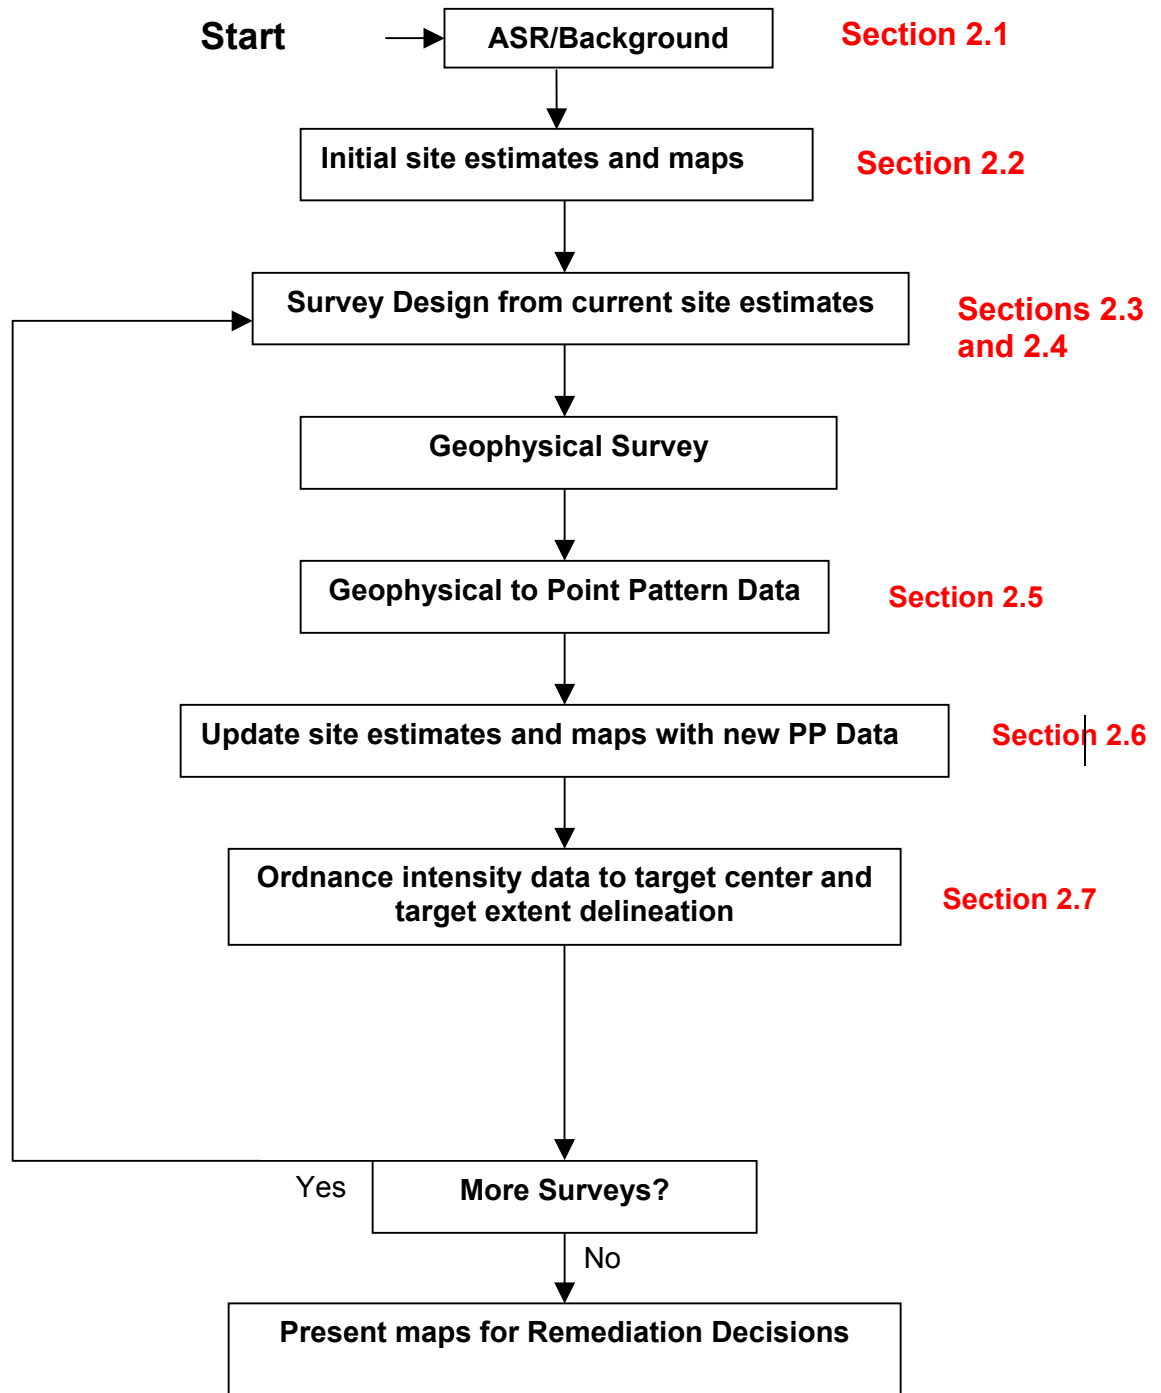 Start
ASR/Background
Section 2.1
Initial site estimates and maps
Section 2.2
Survey Design from current site estimates
Sections 2.3
and 2.4
Geophysical Survey
Geophysical to Point Pattern Data
Section 2.5
Update site estimates and maps with new PP Data
Section 2.6
Ordnance intensity data to target center and
target extent delineation
Section 2.7
Yes
More Surveys?
No
Present maps for Remediation Decisions